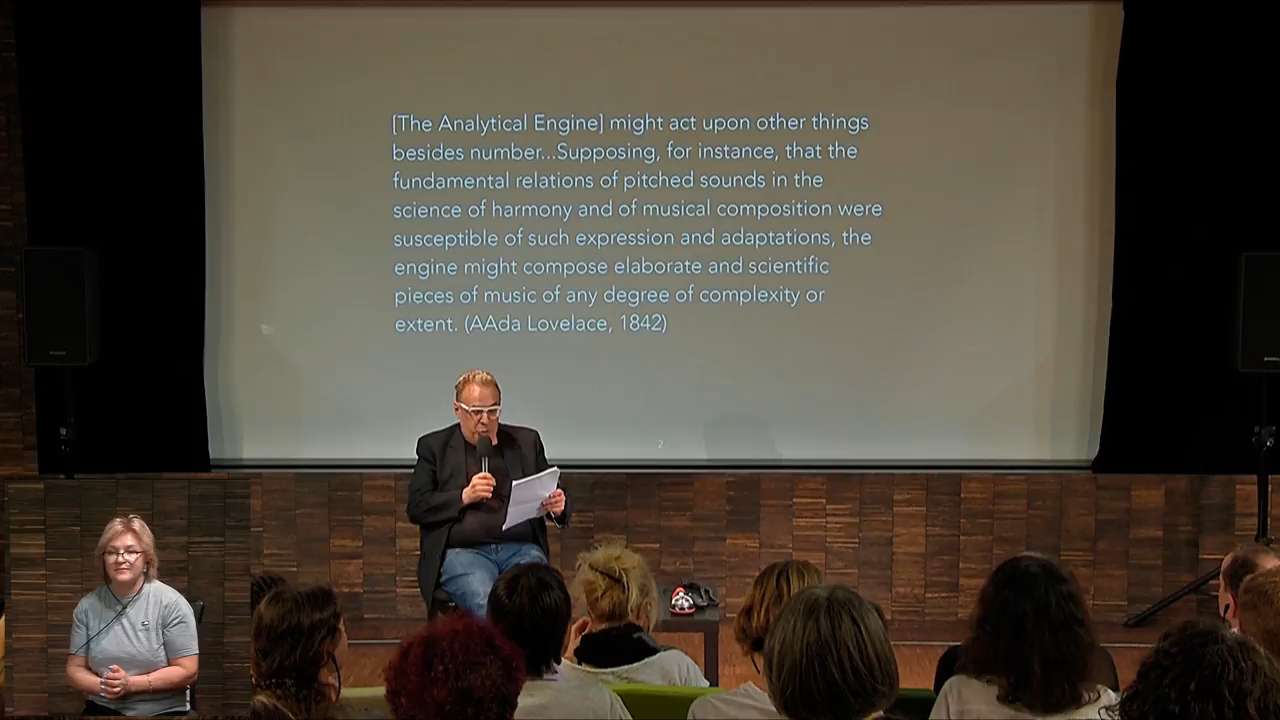 [The Analytical Engine] might act upon other things
besides number...Supposing, for instance, that the
fundamental relations of pitched sounds in the
science of harmony and of musical composition were
susceptible of such expression and adaptations, the
engine might compose elaborate and scientific
pieces of music of any degree of complexity or
extent. (AAda Lovelace, 1842)
2